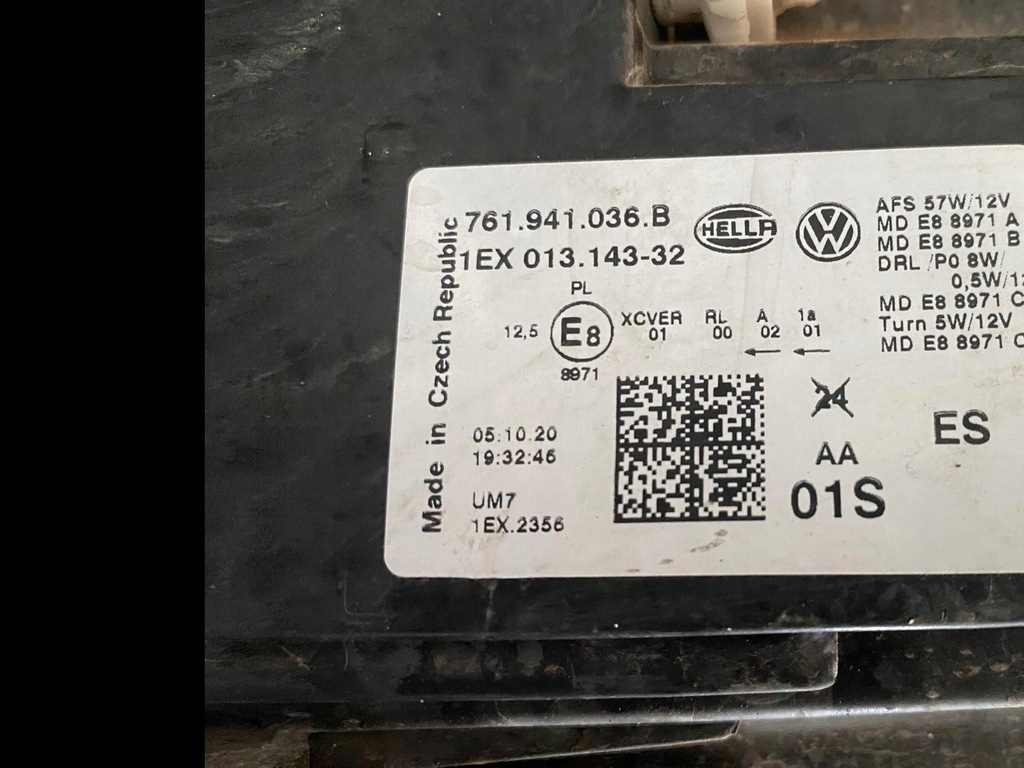 Made in Czech Republic
761.941.036.B
1EX 013.143-32
HELLA
VW
AFS 57W/12V
MD E8 8971 A
MD E8 8971 B
DRL/PO 8W/
0,5W/12
MD E8 8971 C
Turn 5W/12V
MD E8 8971 C
PL
12,5 E8 XCVER RL A 1a
01 00 02 01
8971
24
AA
01S
ES
05.10.20
19:32:46
UM7
1EX.2356